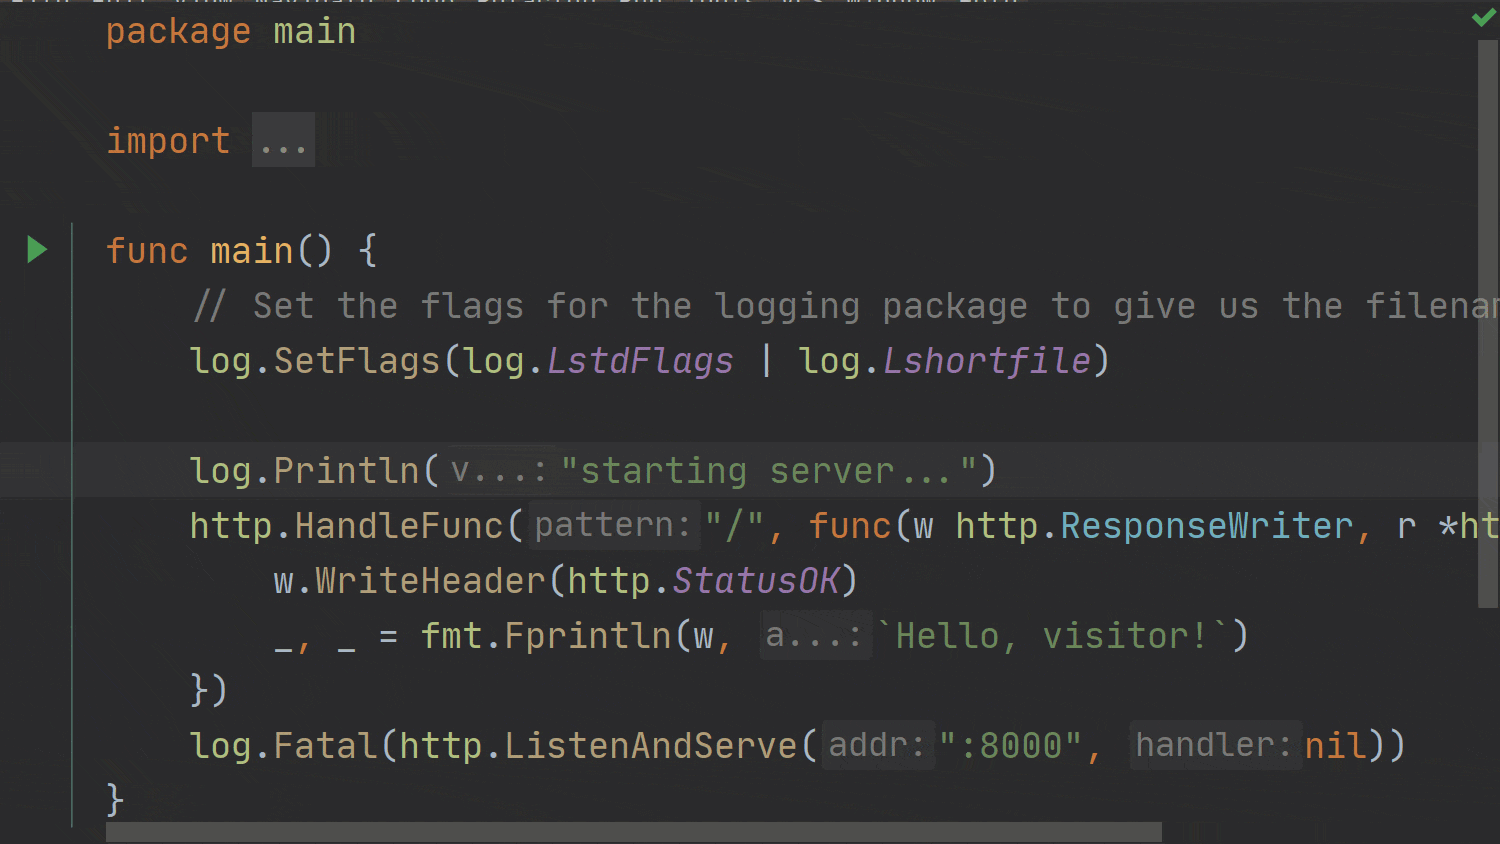 package main
import ...
func main() {
// Set the flags for the logging package to give us the
log.SetFlags(log.LstdFlags | log.Lshortfile)
log.Println( v...: "starting server...")
http.HandleFunc( pattern: "/", func(w http.ResponseWriter, r
w.WriteHeader(http.StatusOK)
_, _ = fmt.Fprintln(w, a...: `Hello, visitor!`)
})
log.Fatal(http.ListenAndServe( addr: ":8000", handler: nil))
}